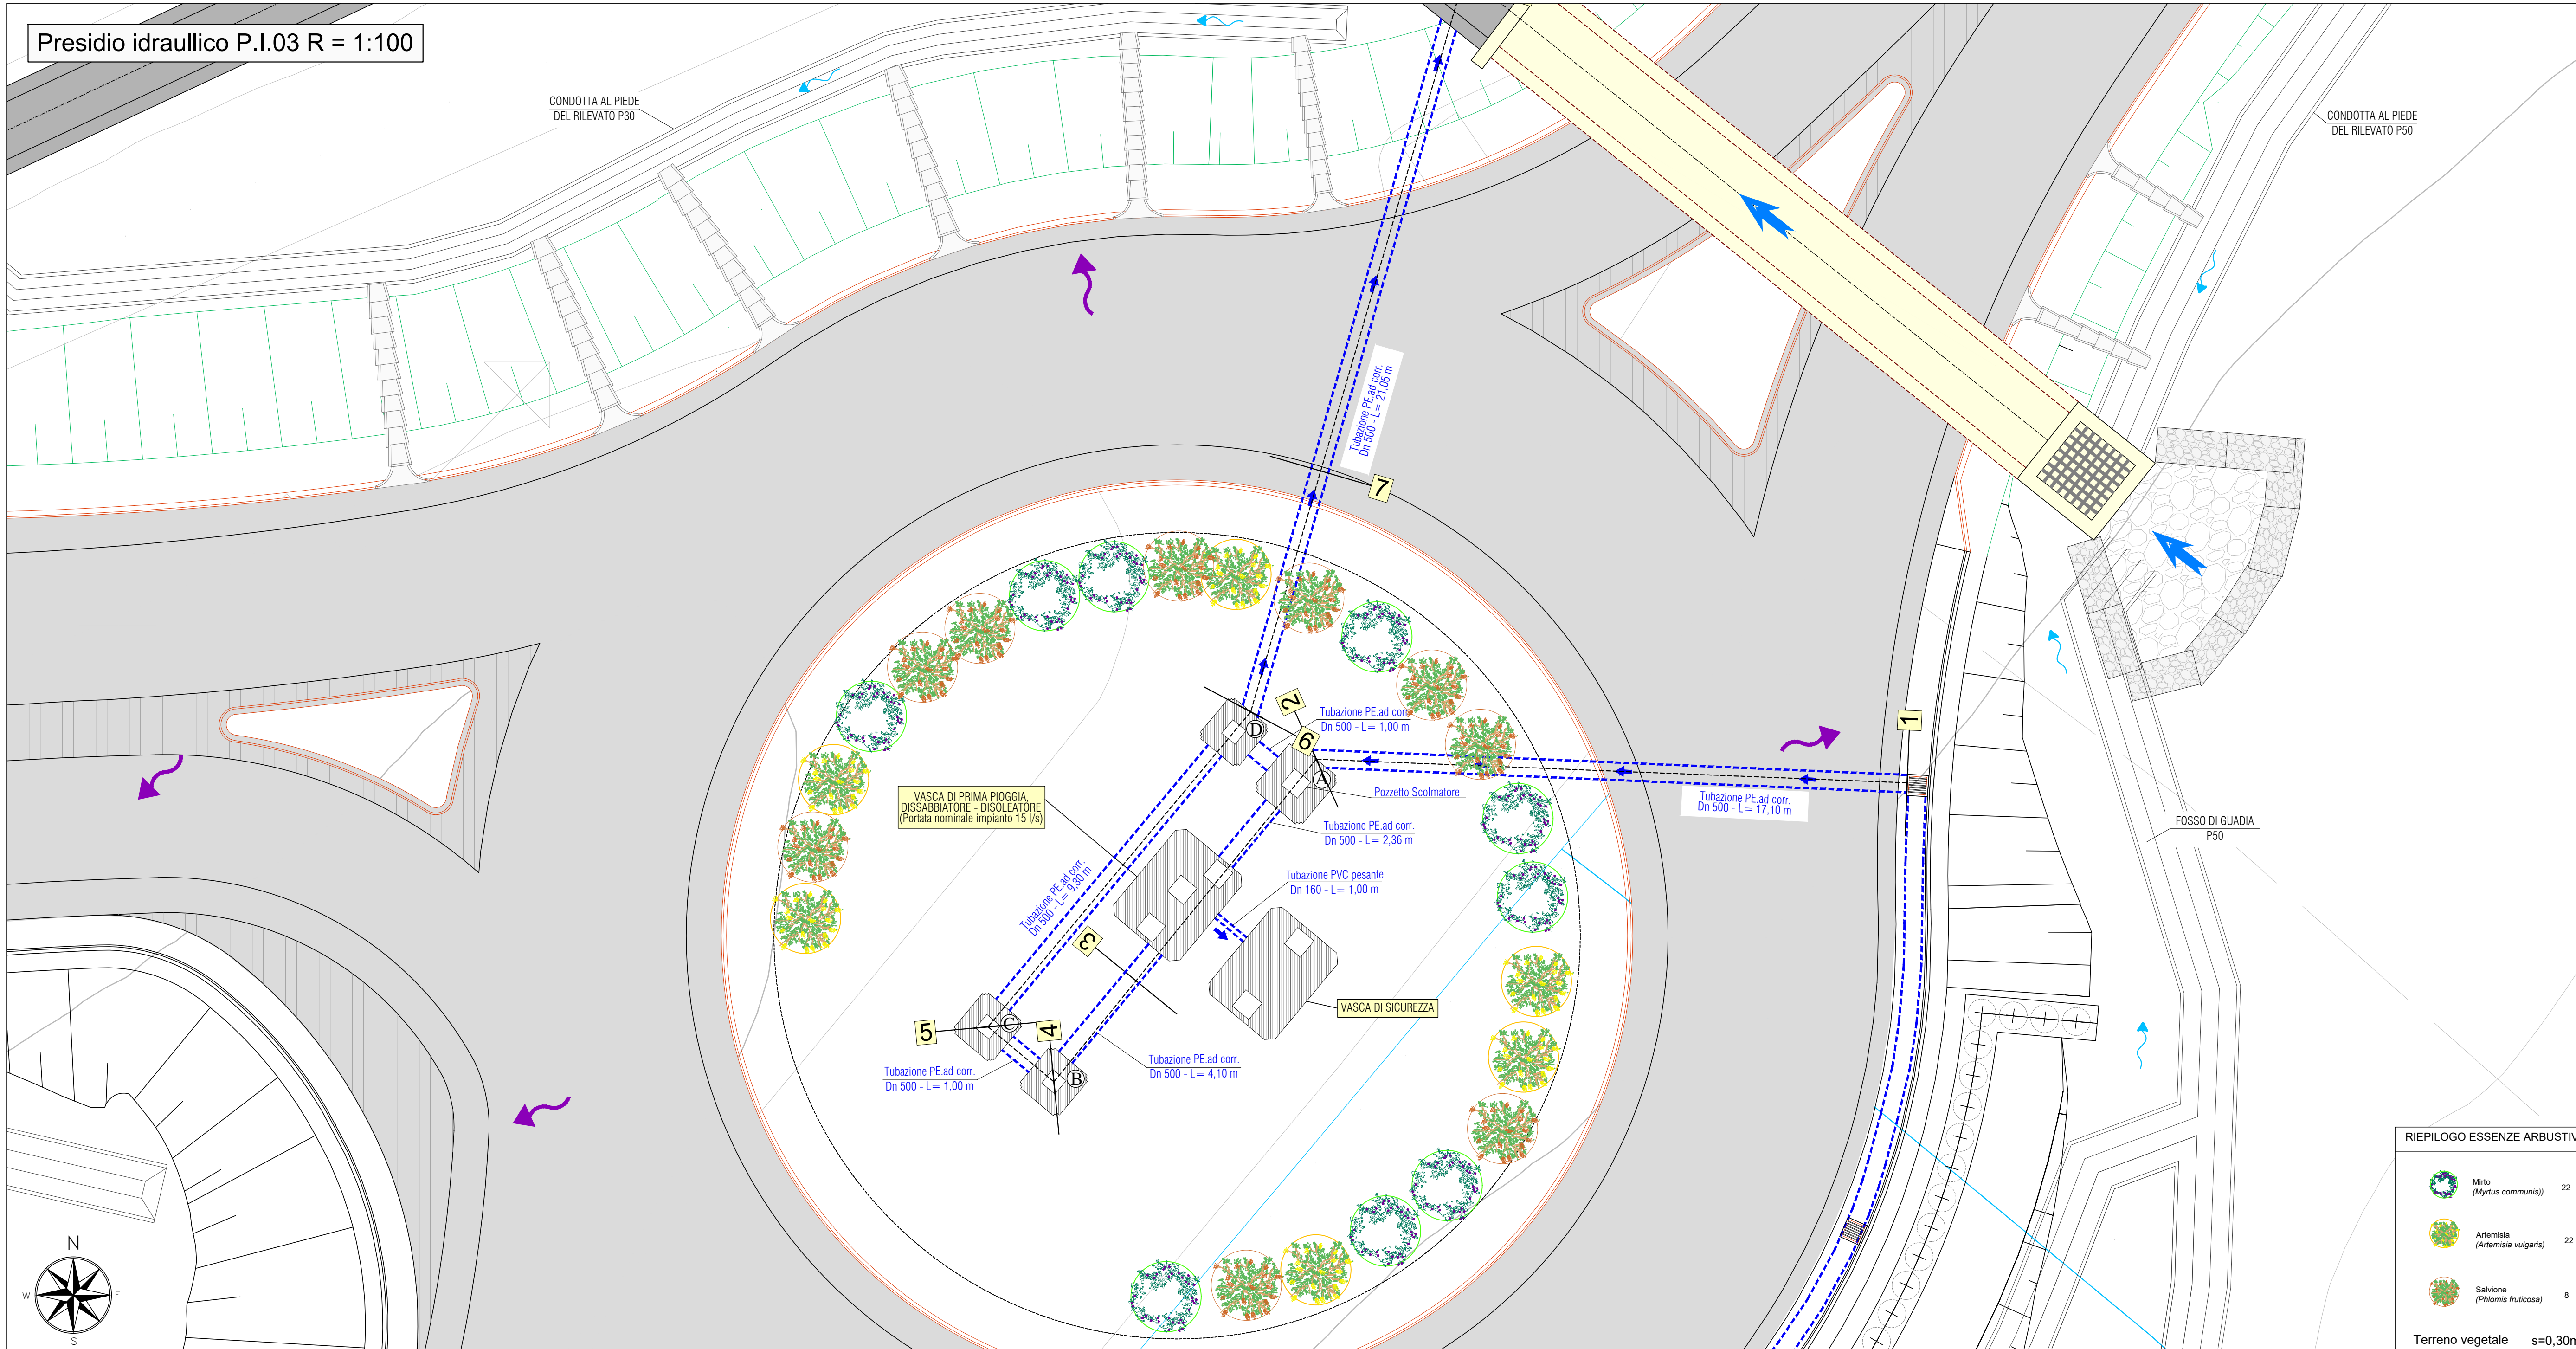 Presidio idraullico P.I.03 R = 1:100
CONDOTTA AL PIEDE
DEL RILEVATO P30
CONDOTTA AL PIEDE
DEL RILEVATO P50
A
Tubazione PE.ad corr.
Dn 500 - L= 21,05 m
7
A
2
Tubazione PE.ad corr.
Dn 500 - L= 1,00 m
D
6
1
A
Pozzetto Scolmatore
VASCA DI PRIMA PIOGGIA,
DISSABBIATORE - DISOLEATORE
(Portata nominale impianto 15 l/s)
Tubazione PE.ad corr.
Dn 500 - L= 17,10 m
Tubazione PE.ad corr.
Dn 500 - L= 2,36 m
FOSSO DI GUADIA
P50
Tubazione PE.ad corr.
Dn 500 - L= 9,30 m
Tubazione PVC pesante
Dn 160 - L= 1,00 m
3
VASCA DI SICUREZZA
5
C
4
Tubazione PE.ad corr.
Dn 500 - L= 1,00 m
B
Tubazione PE.ad corr.
Dn 500 - L= 4,10 m
RIEPILOGO ESSENZE ARBUSTIV
Mirto
(Myrtus communis)) 22
Artemisia
(Artemisia vulgaris) 22
Salvione
(Phlomis fruticosa) 8
Terreno vegetale s=0,30m
N
W E
S